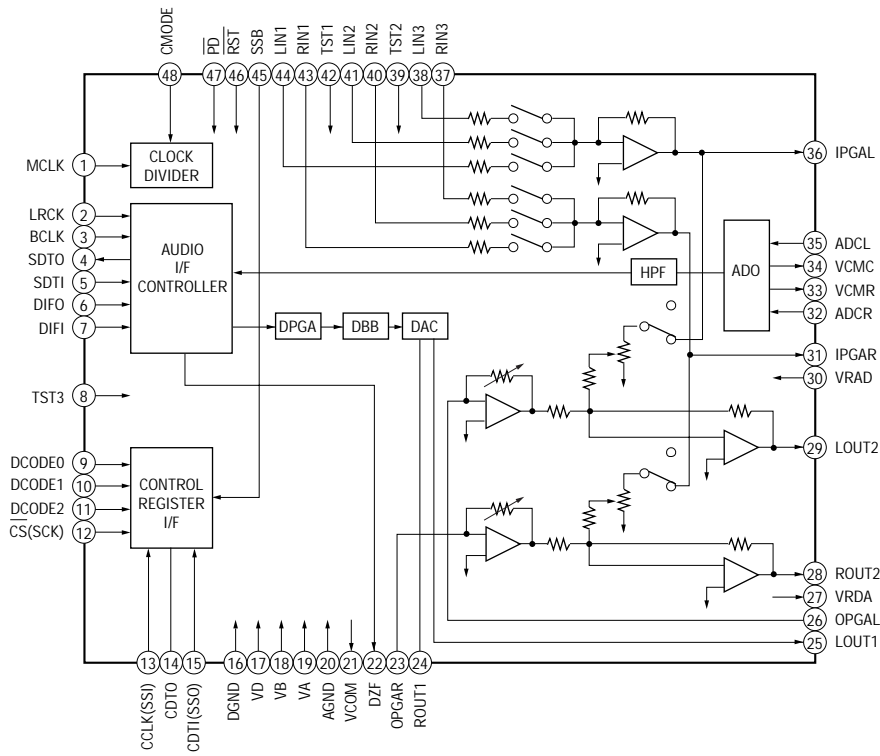 CMODE
PD
RST
SSB
LIN1
RIN1
TST1
LIN2
RIN2
TST2
LIN3
RIN3
48
47
46
45
44
43
42
41
40
39
38
37
MCLK
1
CLOCK
DIVIDER
36
IPGAL
LRCK
2
BCLK
3
SDTO
4
SDTI
5
DIFO
6
DIFI
7
AUDIO
I/F
CONTROLLER
HPF
ADO
35
ADCL
34
VCMC
33
VCMR
32
ADCR
DPGA
DBB
DAC
31
IPGAR
30
VRAD
TST3
8
29
LOUT2
DCODE0
9
DCODE1
10
DCODE2
11
CS(SCK)
12
CONTROL
REGISTER
I/F
28
ROUT2
27
VRDA
26
OPGAL
25
LOUT1
13
14
15
16
17
18
19
20
21
22
23
24
CCLK(SSI)
CDTO
CDTI(SSO)
DGND
VD
VB
VA
AGND
VCOM
DZF
OPGAR
ROUT1